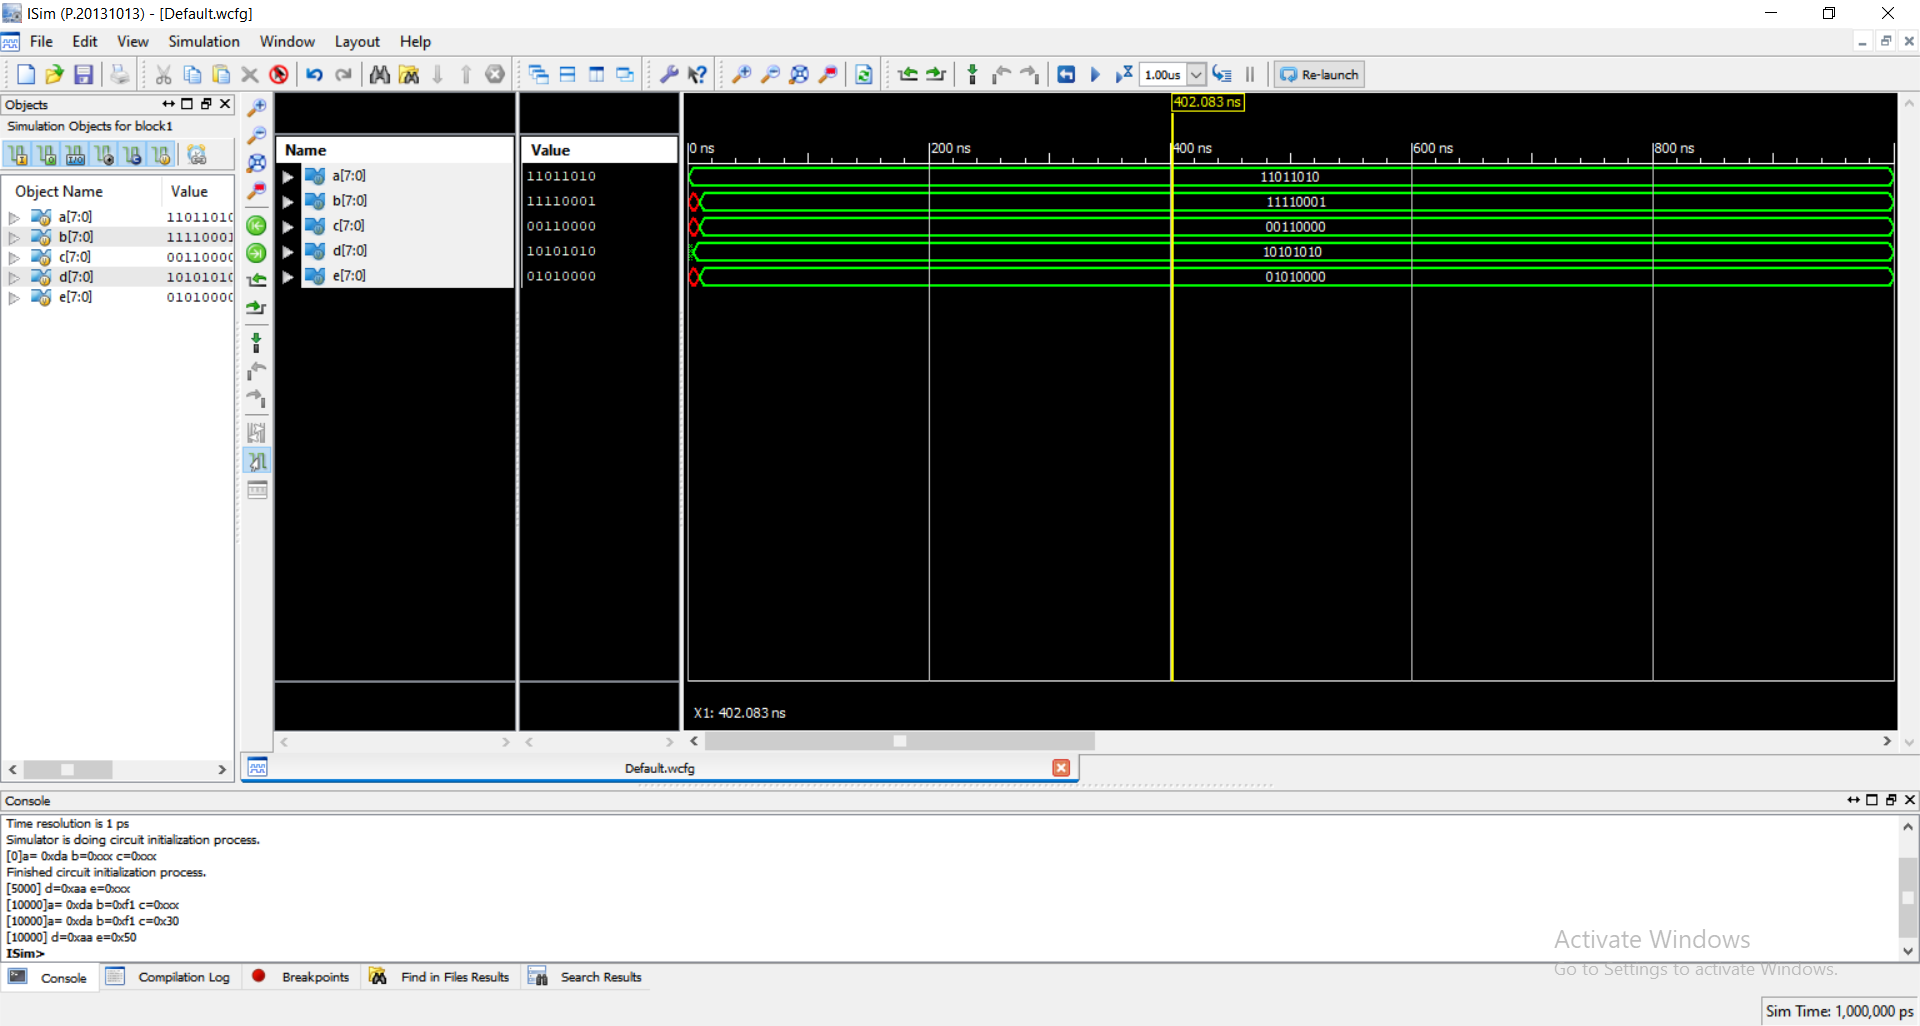 ISim (P.20131013) - [Default.wcfg]
File Edit View Simulation Window Layout Help
1.00us Re-launch
Objects
Simulation Objects for block1
Object Name Value
a[7:0] 1101101
b[7:0] 1111000
c[7:0] 0011000
d[7:0] 1010101
e[7:0] 0101000
Name Value
a[7:0] 11011010
b[7:0] 11110001
c[7:0] 00110000
d[7:0] 10101010
e[7:0] 01010000
402.083 ns
0 ns 200 ns 400 ns 600 ns 800 ns
11011010
11110001
00110000
10101010
01010000
X1: 402.083 ns
Default.wcfg
Console
Time resolution is 1 ps
Simulator is doing circuit initialization process.
[0]a= 0xda b=0xxx c=0xxx
Finished circuit initialization process.
[5000] d=0xaa e=0xxx
[10000]a= 0xda b=0xf1 c=0xxx
[10000]a= 0xda b=0xf1 c=0x30
[10000] d=0xaa e=0x50
ISim>
Console Compilation Log Breakpoints Find in Files Results Search Results
Activate Windows
Go to Settings to activate Windows.
Sim Time: 1,000,000 ps